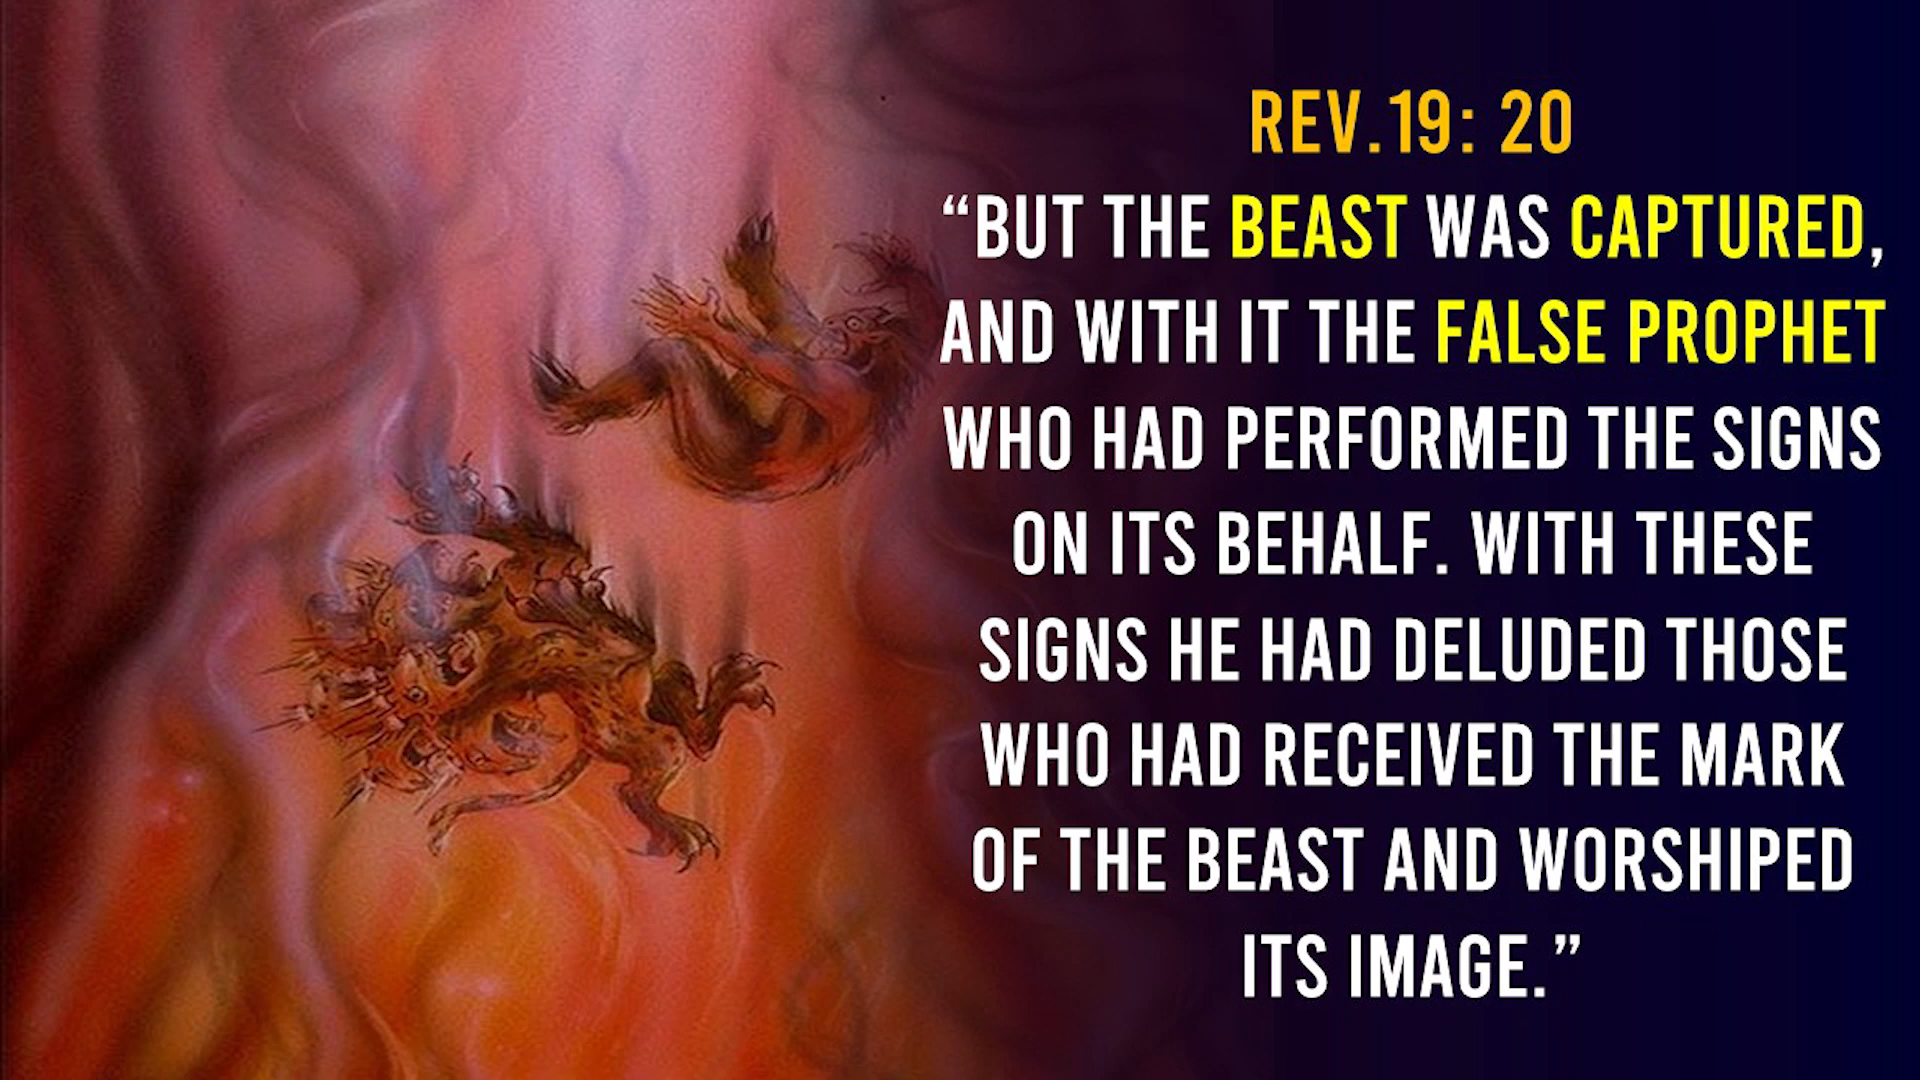 REV.19: 20
“BUT THE BEAST WAS CAPTURED,
AND WITH IT THE FALSE PROPHET
WHO HAD PERFORMED THE SIGNS
ON ITS BEHALF. WITH THESE
SIGNS HE HAD DELUDED THOSE
WHO HAD RECEIVED THE MARK
OF THE BEAST AND WORSHIPED
ITS IMAGE.”